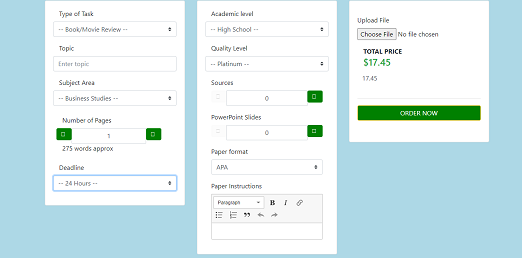 Type of Task
-- Book/Movie Review --
Topic
Enter topic
Subject Area
-- Business Studies --
Number of Pages
1
275 words approx
Deadline
-- 24 Hours --
Academic level
-- High School --
Quality Level
-- Platinum --
Sources
0
PowerPoint Slides
0
Paper format
APA
Paper Instructions
Paragraph B I
Upload File
Choose File No file chosen
TOTAL PRICE
$17.45
17.45
ORDER NOW